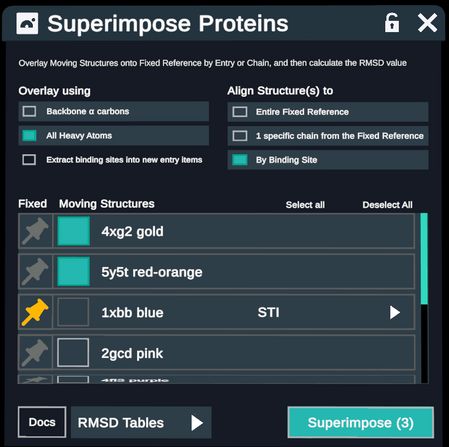 Superimpose Proteins
Overlay Moving Structures onto Fixed Reference by Entry or Chain, and then calculate the RMSD value
Overlay using
Backbone α carbons
All Heavy Atoms
Extract binding sites into new entry items
Align Structure(s) to
Entire Fixed Reference
1 specific chain from the Fixed Reference
By Binding Site
Fixed Moving Structures Select all Deselect All
4xg2 gold
5y5t red-orange
1xbb blue STI
2gcd pink
purple
Docs RMSD Tables Superimpose (3)